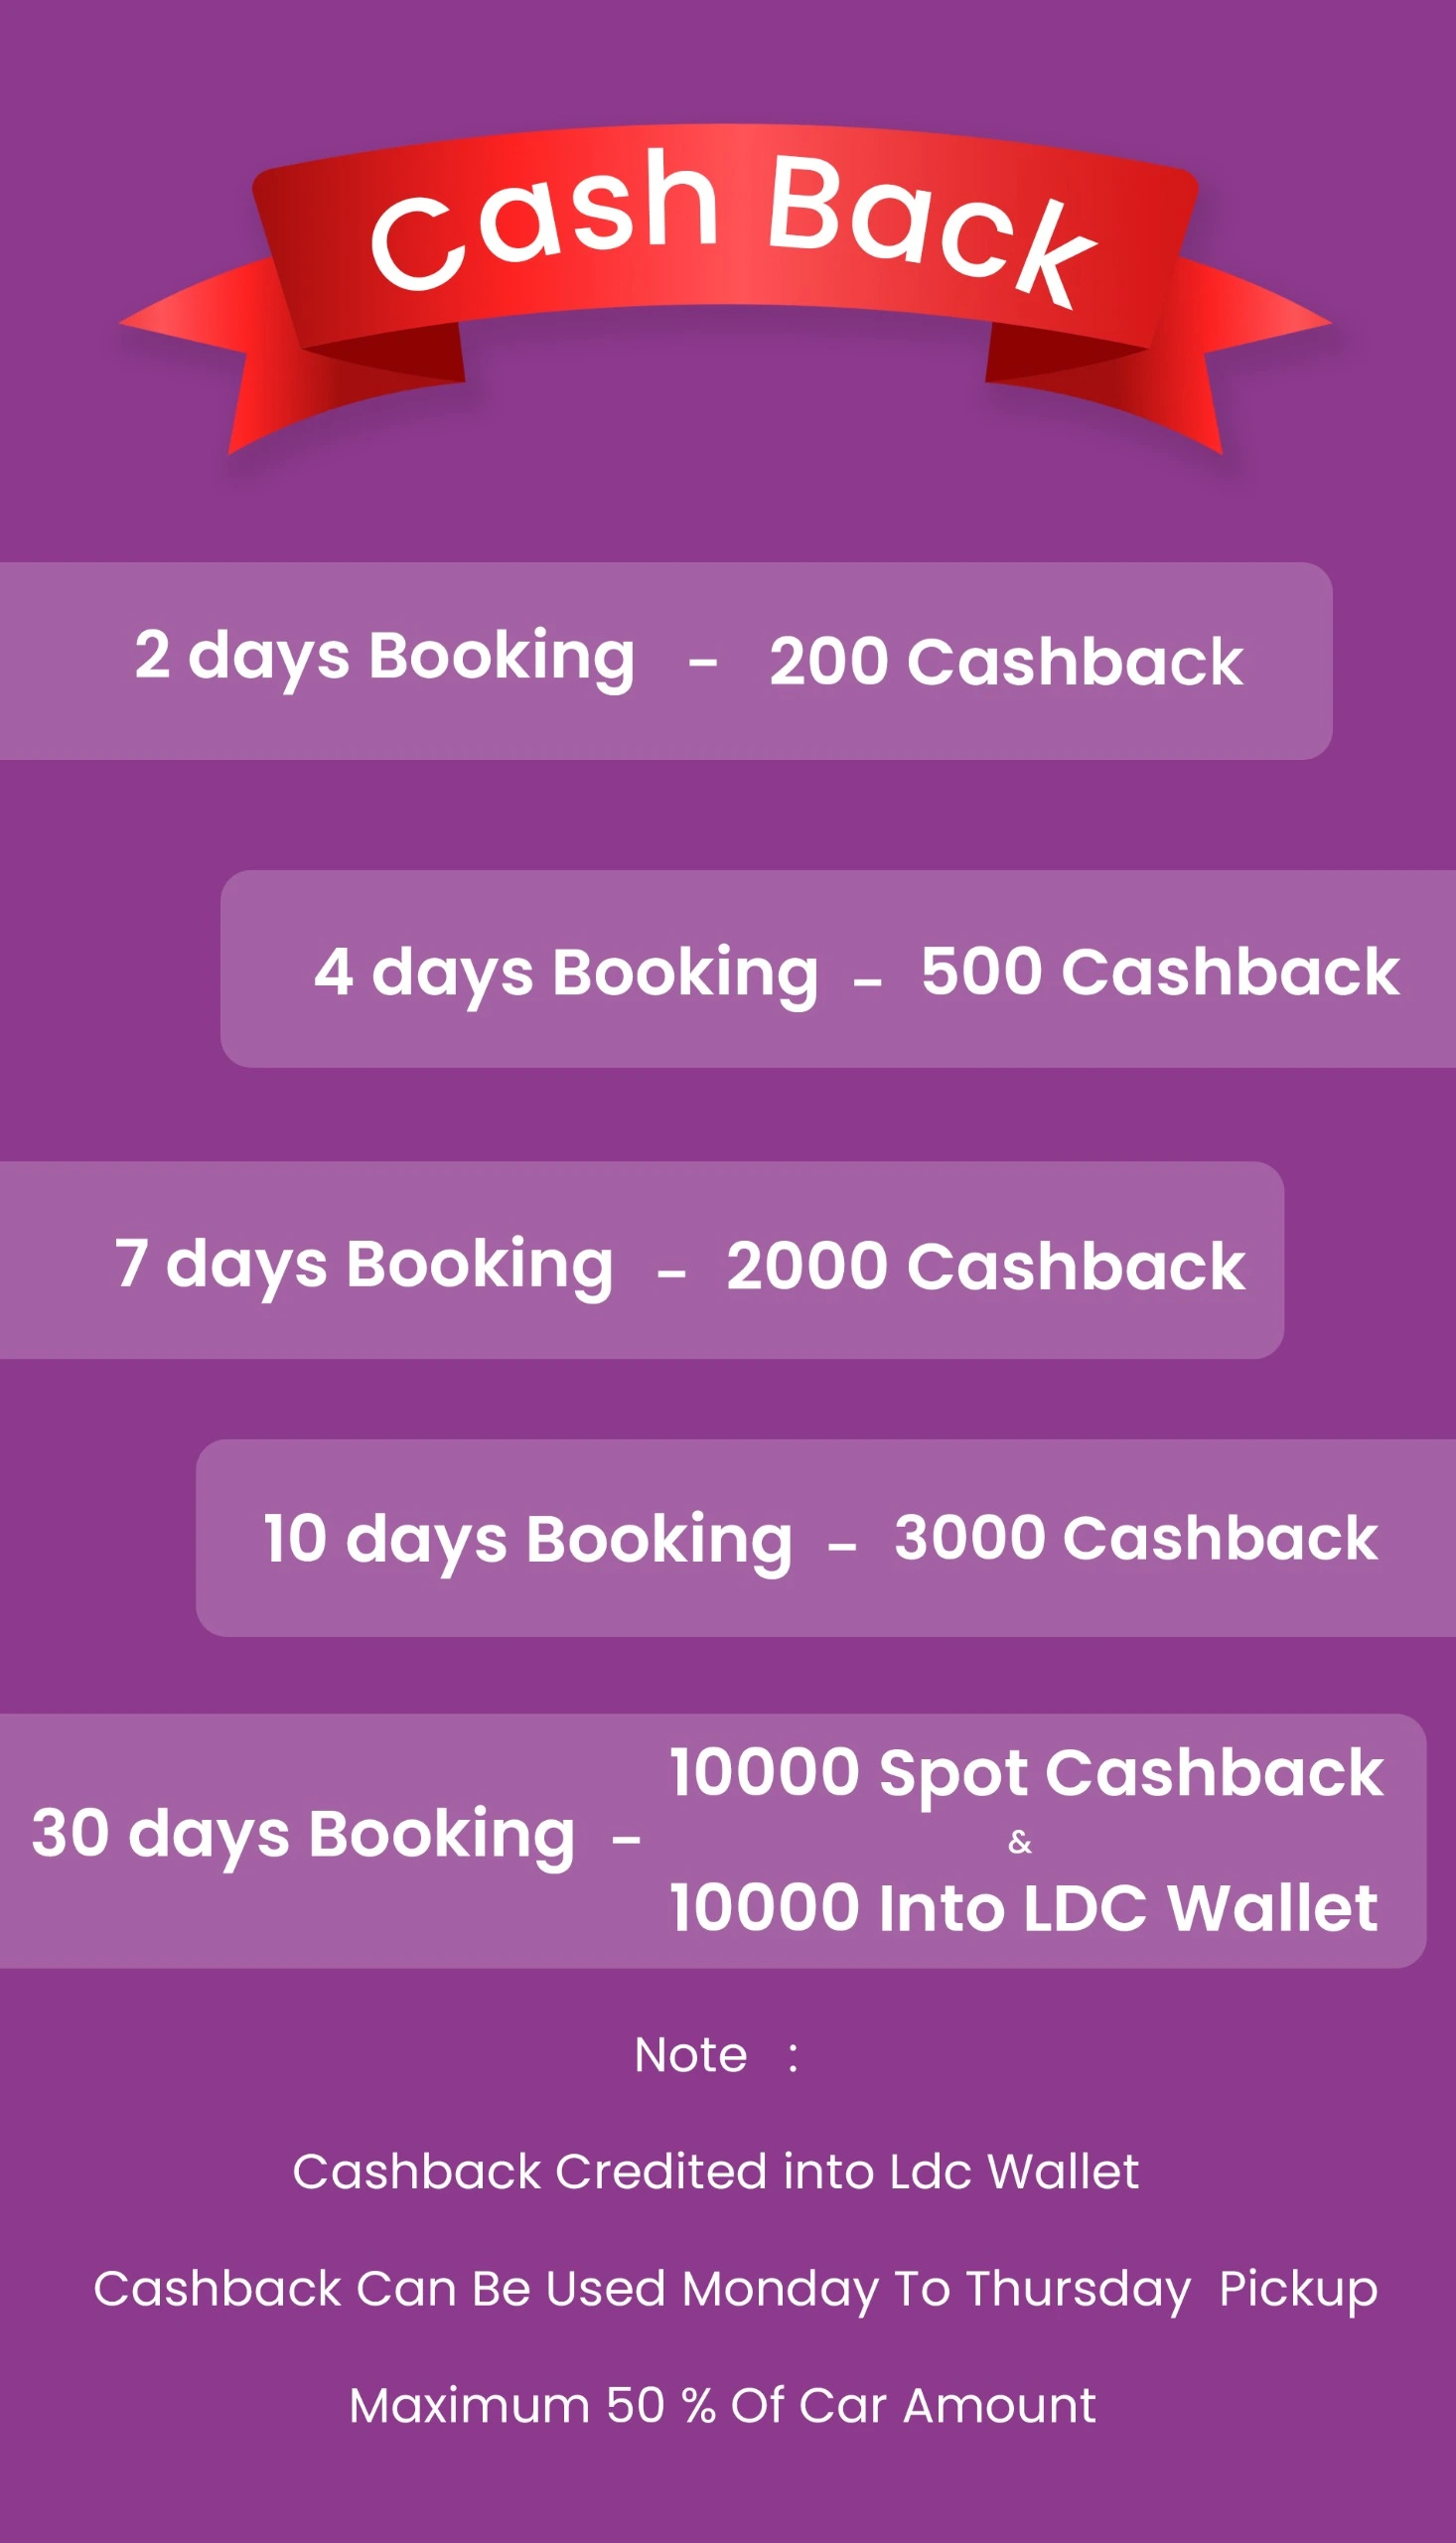 Cash Back
2 days Booking - 200 Cashback
4 days Booking - 500 Cashback
7 days Booking - 2000 Cashback
10 days Booking - 3000 Cashback
30 days Booking - 10000 Spot Cashback
&
10000 Into LDC Wallet
Note :
Cashback Credited into Ldc Wallet
Cashback Can Be Used Monday To Thursday Pickup
Maximum 50 % Of Car Amount